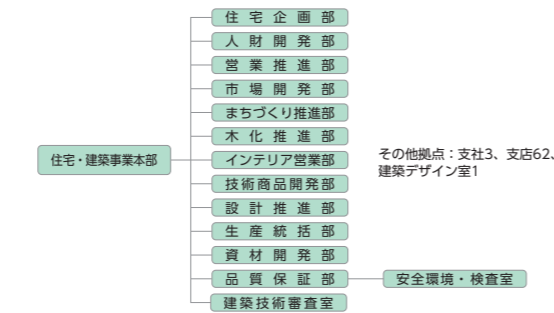 住宅企画部
人財開発部
営業推進部
市場開発部
まちづくり推進部
木化推進部
住宅・建築事業本部
インテリア営業部
その他拠点：支社3、支店62、
建築デザイン室1
技術商品開発部
設計推進部
生産統括部
資材開発部
品質保証部
安全環境・検査室
建築技術審査室